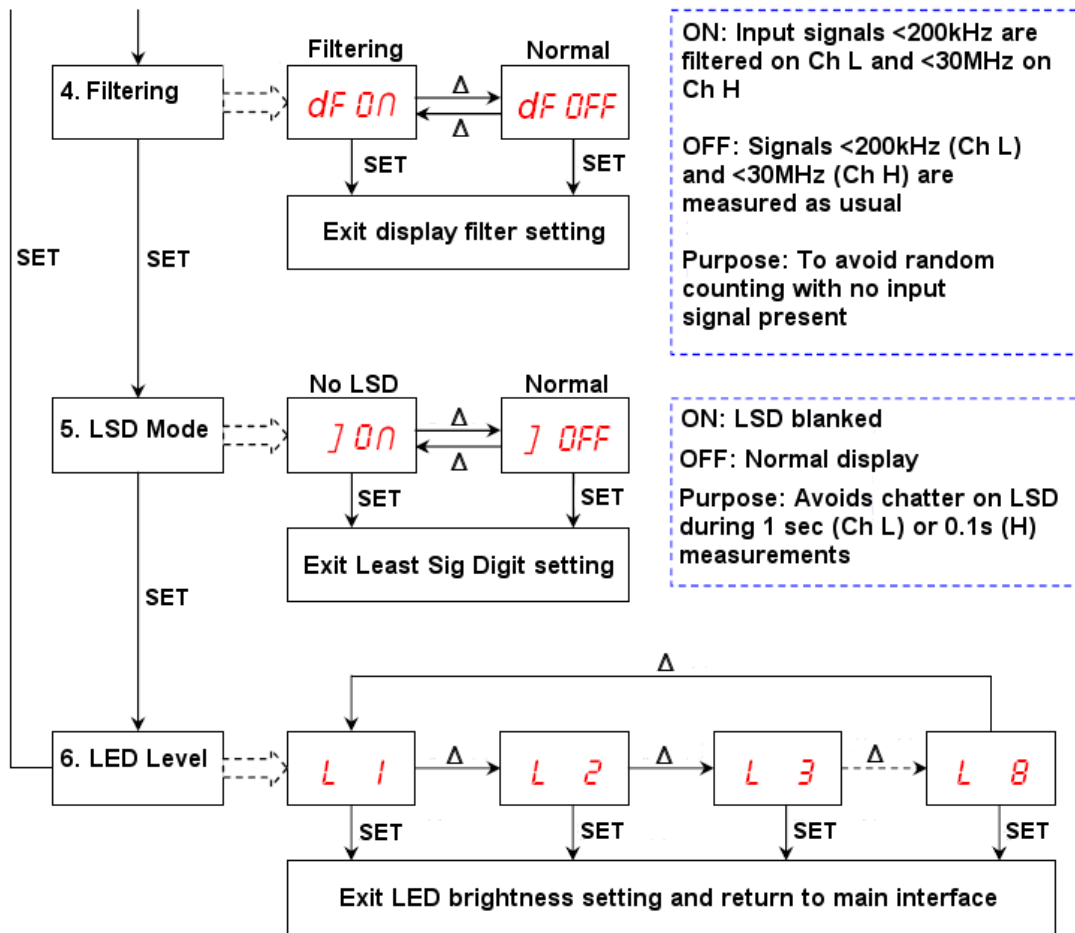 Filtering
Normal
4. Filtering
dF ON
Δ
Δ
dF OFF
SET
SET
Exit display filter setting
ON: Input signals <200kHz are
filtered on Ch L and <30MHz on
Ch H
OFF: Signals <200kHz (Ch L)
and <30MHz (Ch H) are
measured as usual
Purpose: To avoid random
counting with no input
signal present
SET
SET
No LSD
Normal
5. LSD Mode
] ON
Δ
Δ
] OFF
SET
SET
Exit Least Sig Digit setting
ON: LSD blanked
OFF: Normal display
Purpose: Avoids chatter on LSD
during 1 sec (Ch L) or 0.1s (H)
measurements
SET
Δ
6. LED Level
L 1
Δ
L 2
Δ
L 3
Δ
L 8
SET
SET
SET
SET
Exit LED brightness setting and return to main interface